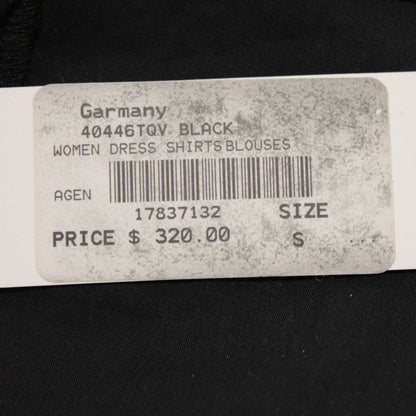 Garmany
40446TQV BLACK
WOMEN DRESS SHIRTS BLOUSES
AGEN
17837132 SIZE
PRICE $ 320.00 S